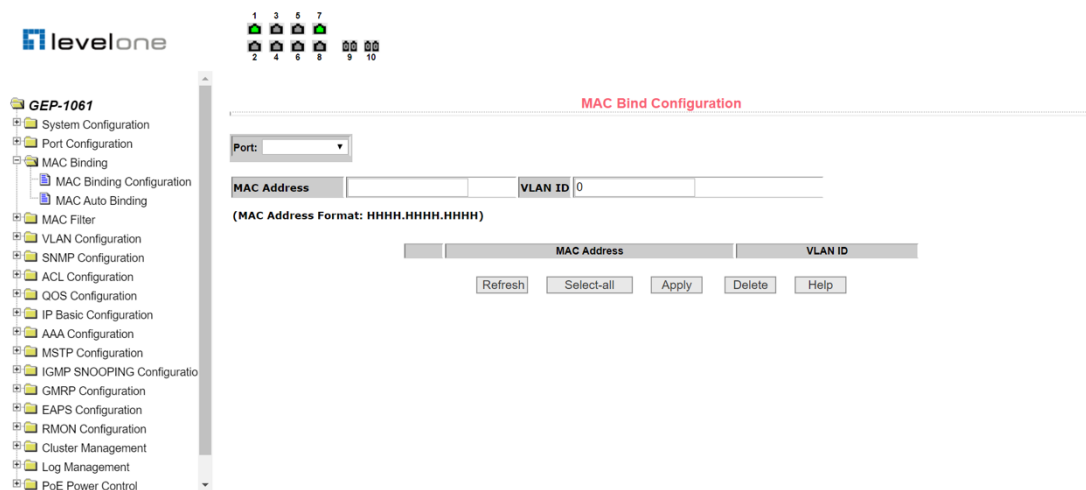 levelone
1 3 5 7
2 4 6 8 9 10
GEP-1061
System Configuration
Port Configuration
MAC Binding
MAC Binding Configuration
MAC Auto Binding
MAC Filter
VLAN Configuration
SNMP Configuration
ACL Configuration
QOS Configuration
IP Basic Configuration
AAA Configuration
MSTP Configuration
IGMP SNOOPING Configuratio
GMRP Configuration
EAPS Configuration
RMON Configuration
Cluster Management
Log Management
PoE Power Control
MAC Bind Configuration
Port:
MAC Address VLAN ID 0
(MAC Address Format: HHHH.HHHH.HHHH)
MAC Address VLAN ID
Refresh Select-all Apply Delete Help